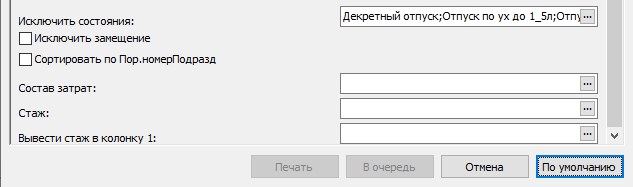 Исключить состояния: Декретный отпуск;Отпуск по ух до 1_5л;Отпу ...
Исключить замещение
Сортировать по Пор.номерПодразд
Состав затрат: ...
Стаж: ...
Вывести стаж в колонку 1: ...
Печать В очередь Отмена По умолчанию